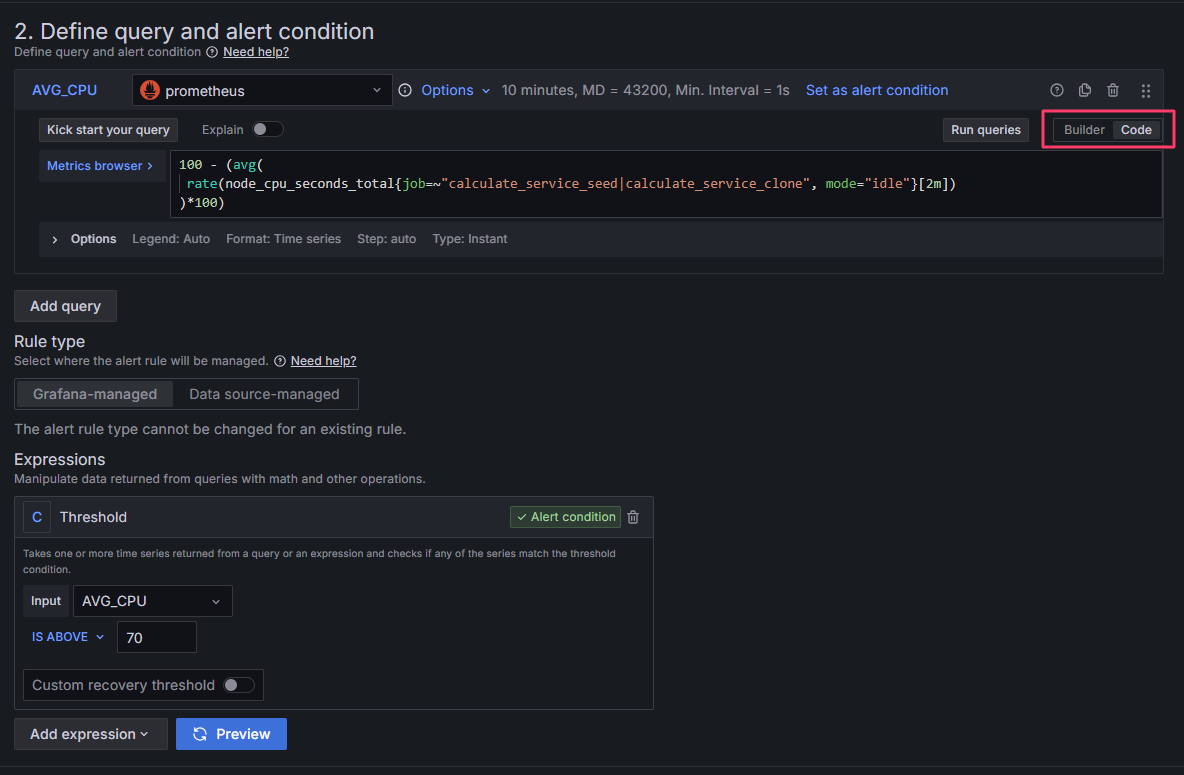 2. Define query and alert condition
Define query and alert condition Need help?
AVG_CPU prometheus Options 10 minutes, MD = 43200, Min. Interval = 1s Set as alert condition
Kick start your query Explain Run queries Builder Code
Metrics browser > 100 - (avg(
rate(node_cpu_seconds_total{job=~"calculate_service_seed|calculate_service_clone", mode="idle"}[2m])
)*100)
> Options Legend: Auto Format: Time series Step: auto Type: Instant
Add query
Rule type
Select where the alert rule will be managed. Need help?
Grafana-managed Data source-managed
The alert rule type cannot be changed for an existing rule.
Expressions
Manipulate data returned from queries with math and other operations.
C Threshold Alert condition
Takes one or more time series returned from a query or an expression and checks if any of the series match the threshold
condition.
Input AVG_CPU
IS ABOVE 70
Custom recovery threshold
Add expression Preview